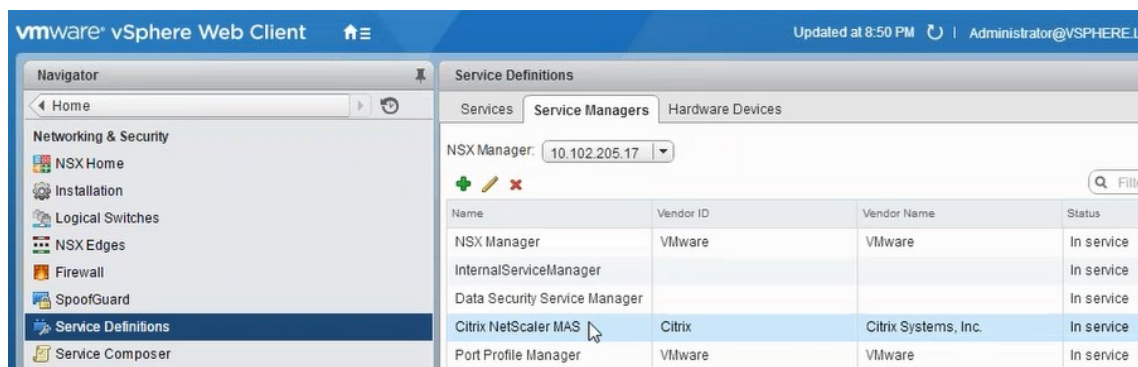 vmware® vSphere Web Client
Updated at 8:50 PM | Administrator@VSPHERE.L
Navigator
Home
Networking & Security
NSX Home
Installation
Logical Switches
NSX Edges
Firewall
SpoofGuard
Service Definitions
Service Composer
Service Definitions
Services Service Managers Hardware Devices
NSX Manager: 10.102.205.17
Filte
Name Vendor ID Vendor Name Status
NSX Manager VMware VMware In service
InternalServiceManager In service
Data Security Service Manager In service
Citrix NetScaler MAS Citrix Citrix Systems, Inc. In service
Port Profile Manager VMware VMware In service